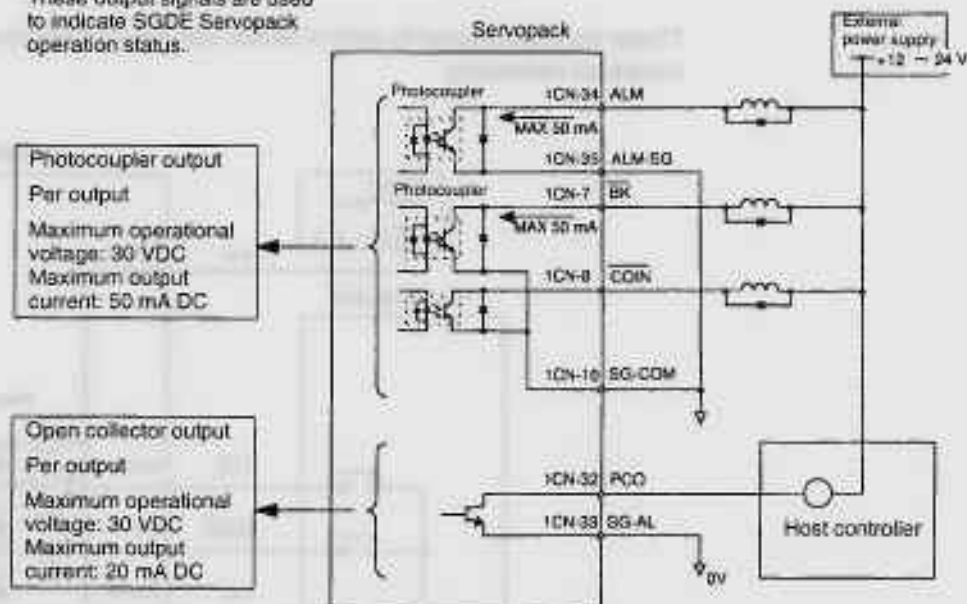 These output signals are used
to indicate SGDE Servopack
operation status.
Servopack
External
power supply
+12 - 24 V
Photocoupler
1CN-34 ALM
MAX 50 mA
1CN-35 ALM-SG
Photocoupler output
Per output
Maximum operational
voltage: 30 VDC
Maximum output
current: 50 mA DC
Photocoupler
1CN-7 BK
MAX 50 mA
1CN-8 COIN
1CN-10 SG-COM
Open collector output
Per output
Maximum operational
voltage: 30 VDC
Maximum output
current: 20 mA DC
1CN-32 PCO
1CN-33 SG-AL
0V
Host controller